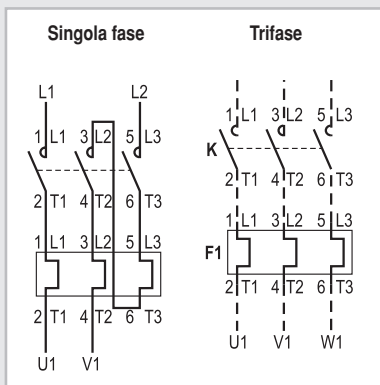 Singola fase Trifase
L1 L2
1 L1 3 L2 5 L3 1 L1 3 L2 5 L3
K
2 T1 4 T2 6 T3 2 T1 4 T2 6 T3
1 L1 3 L2 5 L3 1 L1 3 L2 5 L3
F1
2 T1 4 T2 6 T3 2 T1 4 T2 6 T3
U1 V1 U1 V1 W1